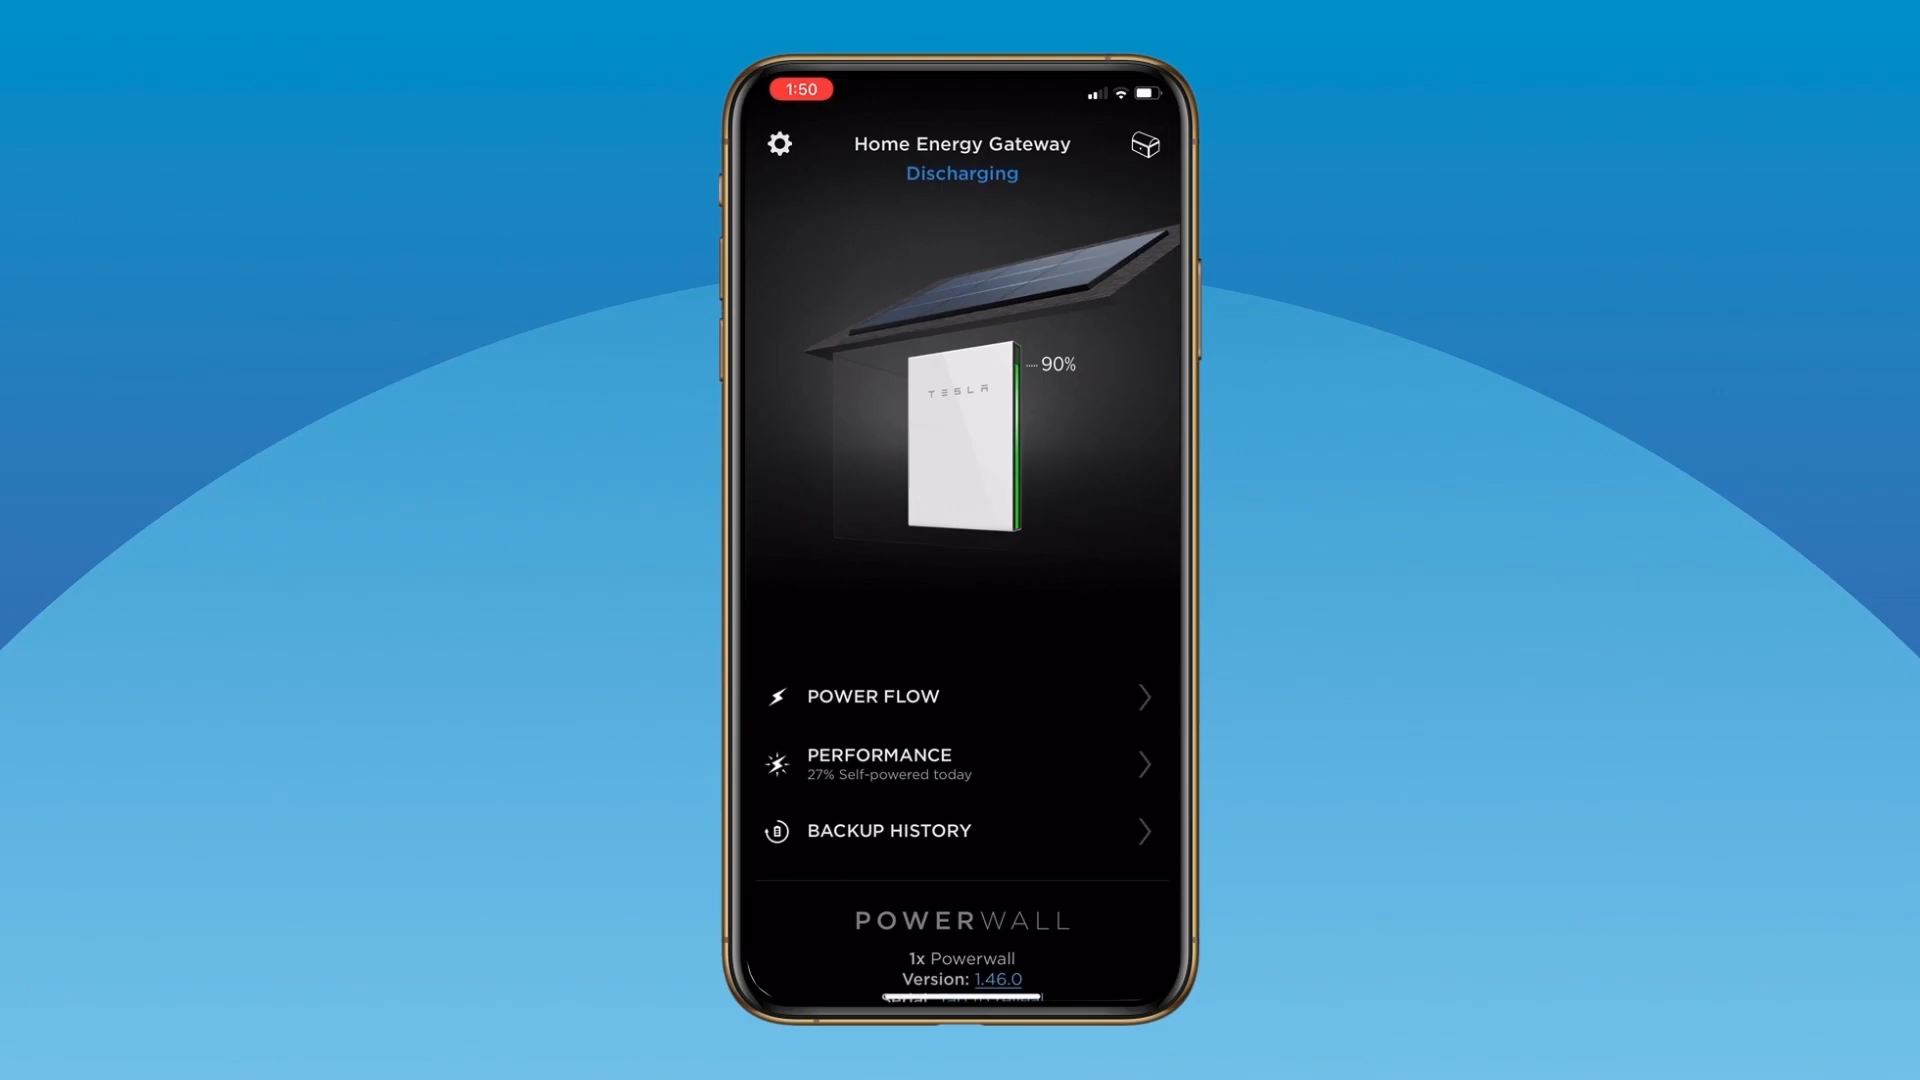 1:50
Home Energy Gateway
Discharging
90%
TESLA
POWER FLOW
PERFORMANCE
27% Self-powered today
BACKUP HISTORY
POWERWALL
1x Powerwall
Version: 1.46.0